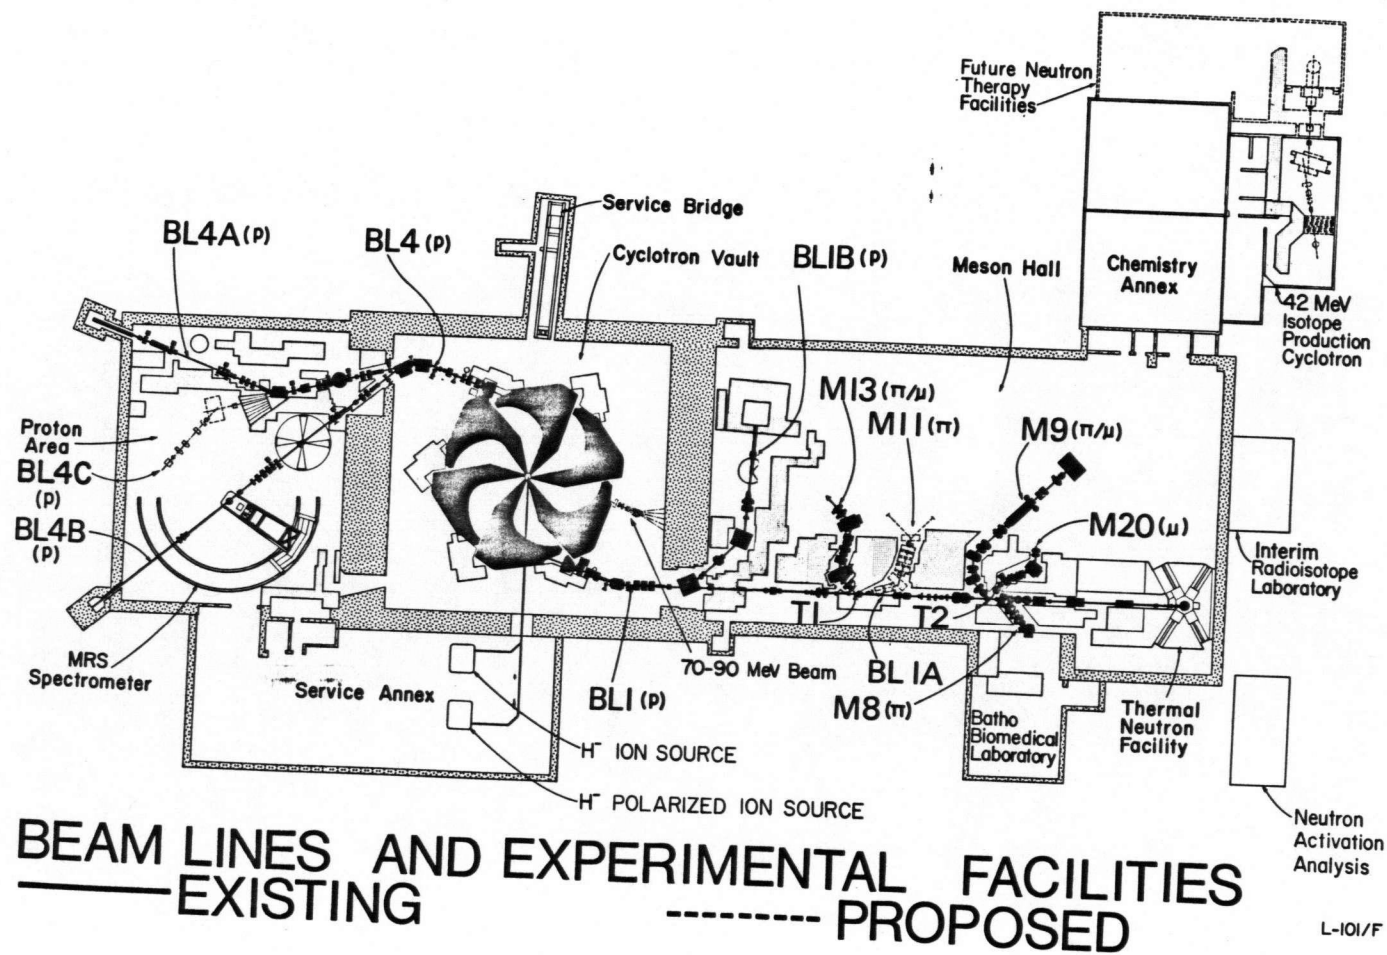 Future Neutron
Therapy
Facilities
Service Bridge
BL4A (p)
BL4 (p)
Cyclotron Vault
BL1B (p)
Meson Hall
Chemistry
Annex
42 MeV
Isotope
Production
Cyclotron
M13 (π/μ)
M11 (π)
M9 (π/μ)
Proton
Area
BL4C
(p)
BL4B
(p)
M20 (μ)
Interim
Radioisotope
Laboratory
T1
T2
MRS
Spectrometer
Service Annex
70-90 MeV Beam
BL1 (p)
BL1A
M8 (π)
Batho
Biomedical
Laboratory
Thermal
Neutron
Facility
H⁻ ION SOURCE
H⁻ POLARIZED ION SOURCE
Neutron
Activation
Analysis
BEAM LINES AND EXPERIMENTAL FACILITIES
EXISTING
PROPOSED
L-101/F